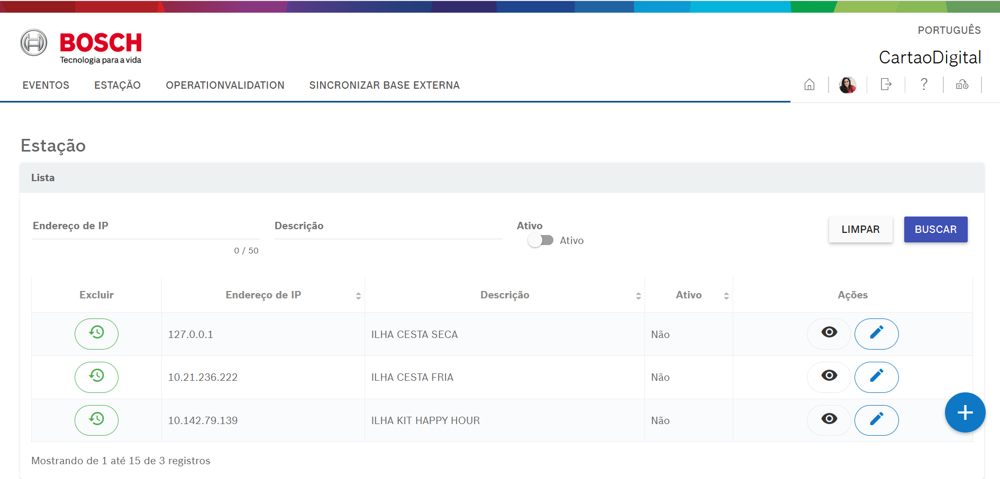 PORTUGUÊS
BOSCH
Tecnologia para a vida
CartaoDigital
EVENTOS ESTAÇÃO OPERATIONVALIDATION SINCRONIZAR BASE EXTERNA
Estação
Lista
Endereço de IP Descrição Ativo
LIMPAR BUSCAR
Ativo
0 / 50
Excluir Endereço de IP Descrição Ativo Ações
127.0.0.1 ILHA CESTA SECA Não
10.21.236.222 ILHA CESTA FRIA Não
10.142.79.139 ILHA KIT HAPPY HOUR Não
Mostrando de 1 até 15 de 3 registros